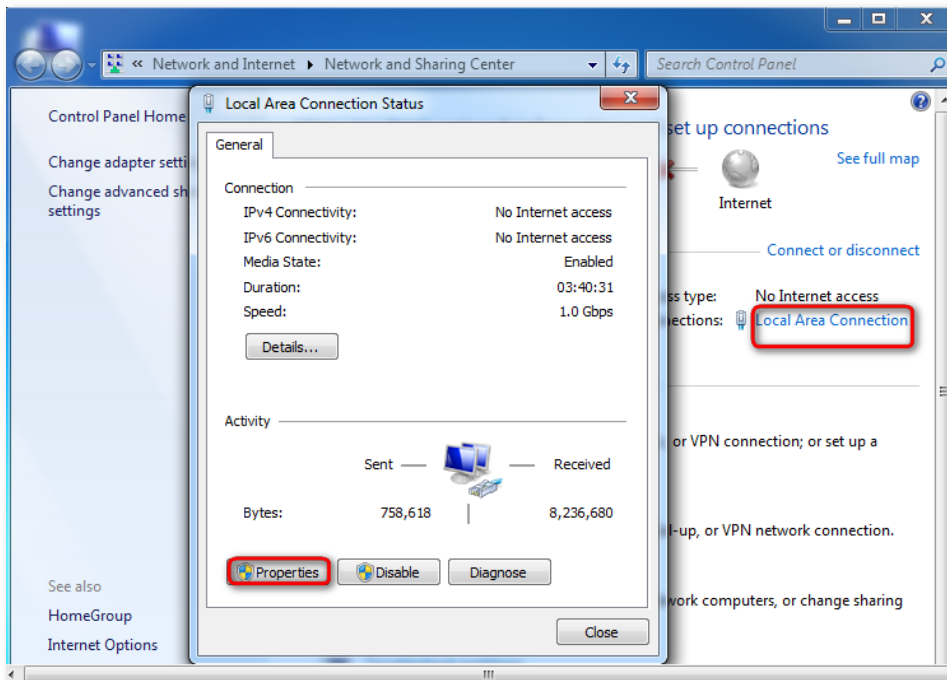 « Network and Internet ▸ Network and Sharing Center
Search Control Panel
Control Panel Home
Change adapter setti
Change advanced sh
settings
See also
HomeGroup
Internet Options
Local Area Connection Status
General
Connection
IPv4 Connectivity: No Internet access
IPv6 Connectivity: No Internet access
Media State: Enabled
Duration: 03:40:31
Speed: 1.0 Gbps
Details...
Activity
Sent Received
Bytes: 758,618 8,236,680
Properties Disable Diagnose
Close
set up connections
See full map
Internet
Connect or disconnect
ss type: No Internet access
ections: Local Area Connection
or VPN connection; or set up a
l-up, or VPN network connection.
work computers, or change sharing